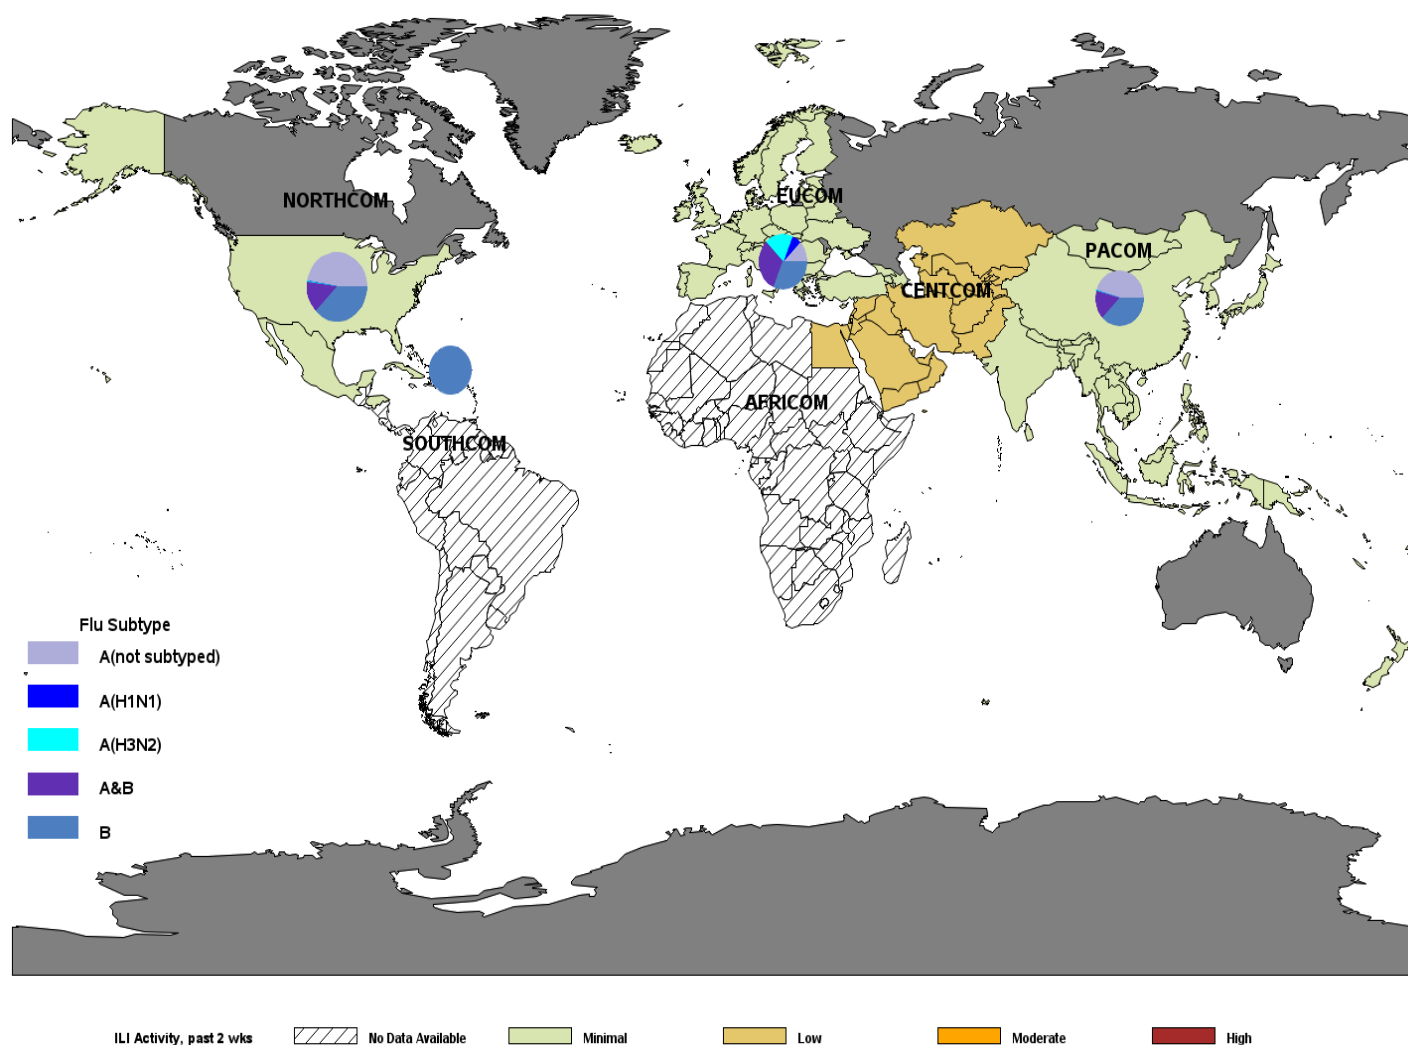 NORTHCOM
EUCOM
PACOM
CENTCOM
AFRICOM
SOUTHCOM
Flu Subtype
A(not subtyped)
A(H1N1)
A(H3N2)
A&B
B
ILI Activity, past 2 wks No Data Available Minimal Low Moderate High